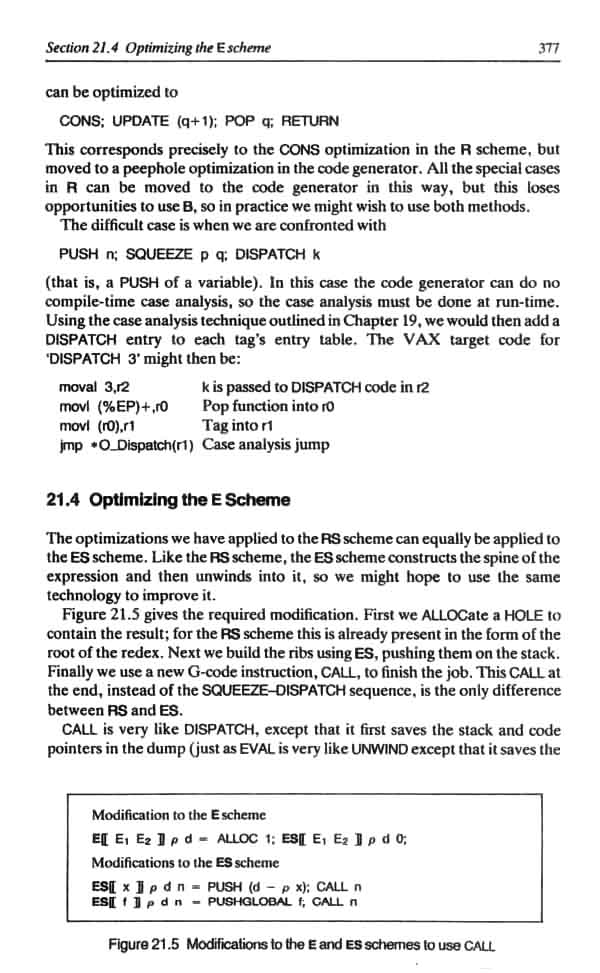 Section 21.4 Optimizing the E scheme 377
can be optimized to
CONS; UPDATE (q+1); POP q; RETURN
This corresponds precisely to the CONS optimization in the R scheme, but
moved to a peephole optimization in the code generator. All the special cases
in R can be moved to the code generator in this way, but this loses
opportunities to use B, so in practice we might wish to use both methods.
The difficult case is when we are confronted with
PUSH n; SQUEEZE p q; DISPATCH k
(that is, a PUSH of a variable). In this case the code generator can do no
compile-time case analysis, so the case analysis must be done at run-time.
Using the case analysis technique outlined in Chapter 19, we would then add a
DISPATCH entry to each tag's entry table. The VAX target code for
'DISPATCH 3' might then be:
moval 3,r2 k is passed to DISPATCH code in r2
movl (%EP)+,r0 Pop function into r0
movl (r0),r1 Tag into r1
jmp *O_Dispatch(r1) Case analysis jump
21.4 Optimizing the E Scheme
The optimizations we have applied to the RS scheme can equally be applied to
the ES scheme. Like the RS scheme, the ES scheme constructs the spine of the
expression and then unwinds into it, so we might hope to use the same
technology to improve it.
Figure 21.5 gives the required modification. First we ALLOCate a HOLE to
contain the result; for the RS scheme this is already present in the form of the
root of the redex. Next we build the ribs using ES, pushing them on the stack.
Finally we use a new G-code instruction, CALL, to finish the job. This CALL at
the end, instead of the SQUEEZE–DISPATCH sequence, is the only difference
between RS and ES.
CALL is very like DISPATCH, except that it first saves the stack and code
pointers in the dump (just as EVAL is very like UNWIND except that it saves the
Modification to the E scheme
E⟦ E₁ E₂ ⟧ ρ d = ALLOC 1; ES⟦ E₁ E₂ ⟧ ρ d 0;
Modifications to the ES scheme
ES⟦ x ⟧ ρ d n = PUSH (d − ρ x); CALL n
ES⟦ f ⟧ ρ d n = PUSHGLOBAL f; CALL n
Figure 21.5 Modifications to the E and ES schemes to use CALL